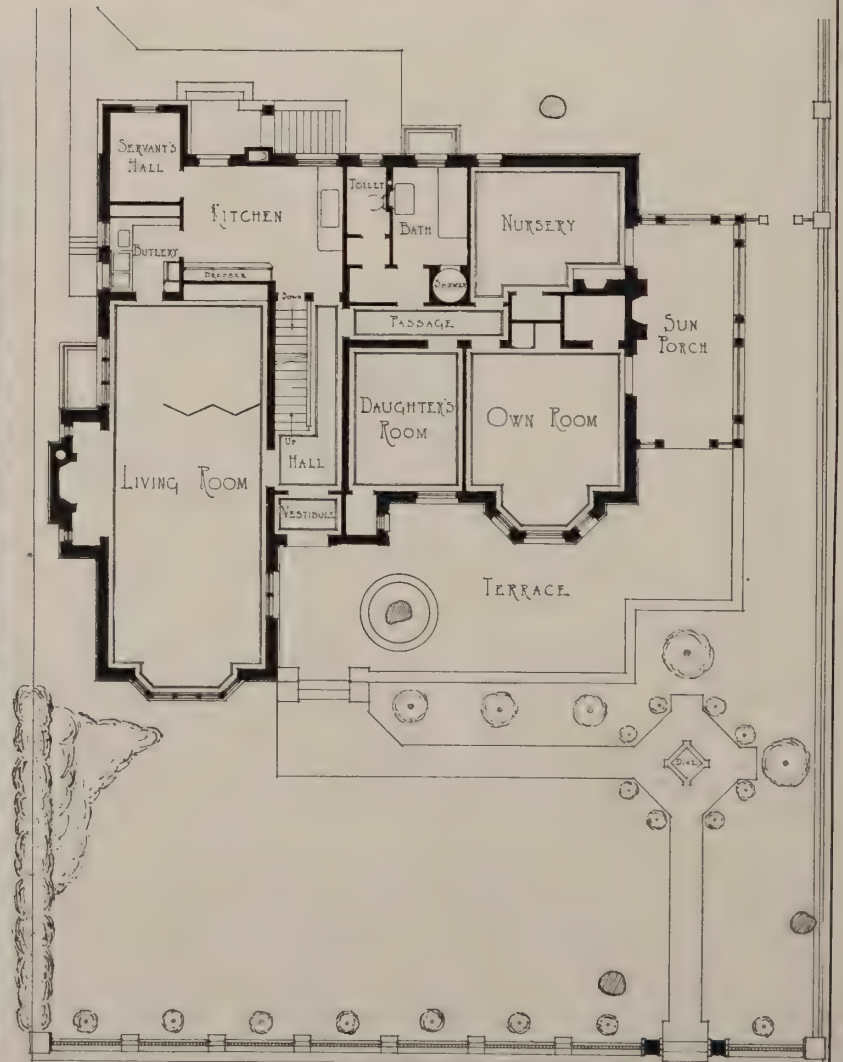 SERVANT'S
HALL
KITCHEN
TOILET
BATH
NURSERY
BUTLERY
DRESSER
SHOWER
DOWN
PASSAGE
SUN
PORCH
DAUGHTER'S
ROOM
OWN ROOM
UP
HALL
LIVING ROOM
VESTIBULE
TERRACE
DIAL